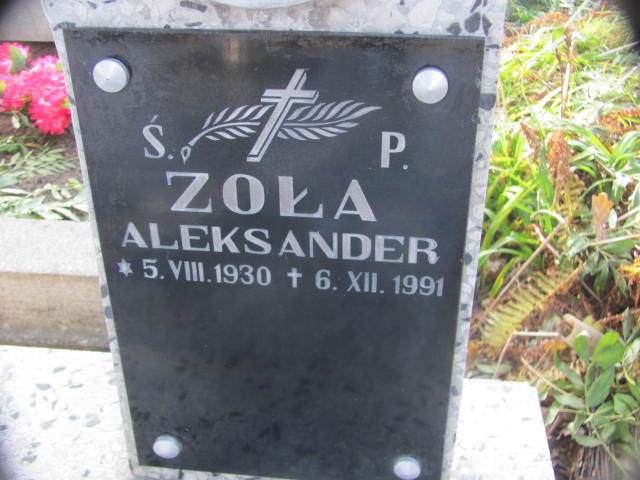 Ś. P.
ZOŁA
ALEKSANDER
* 5. VIII. 1930 ✝ 6. XII. 1991